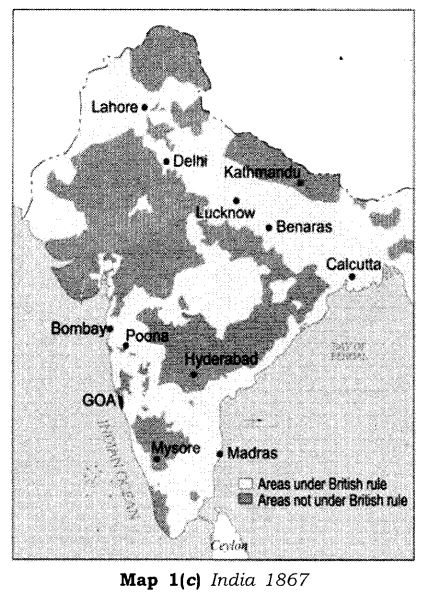 Lahore
Delhi
Kathmandu
Lucknow
Benaras
Calcutta
Bombay
Poona
BAY OF
BENGAL
Hyderabad
GOA
INDIAN OCEAN
Mysore
Madras
Areas under British rule
Areas not under British rule
Ceylon
Map 1(c) India 1867